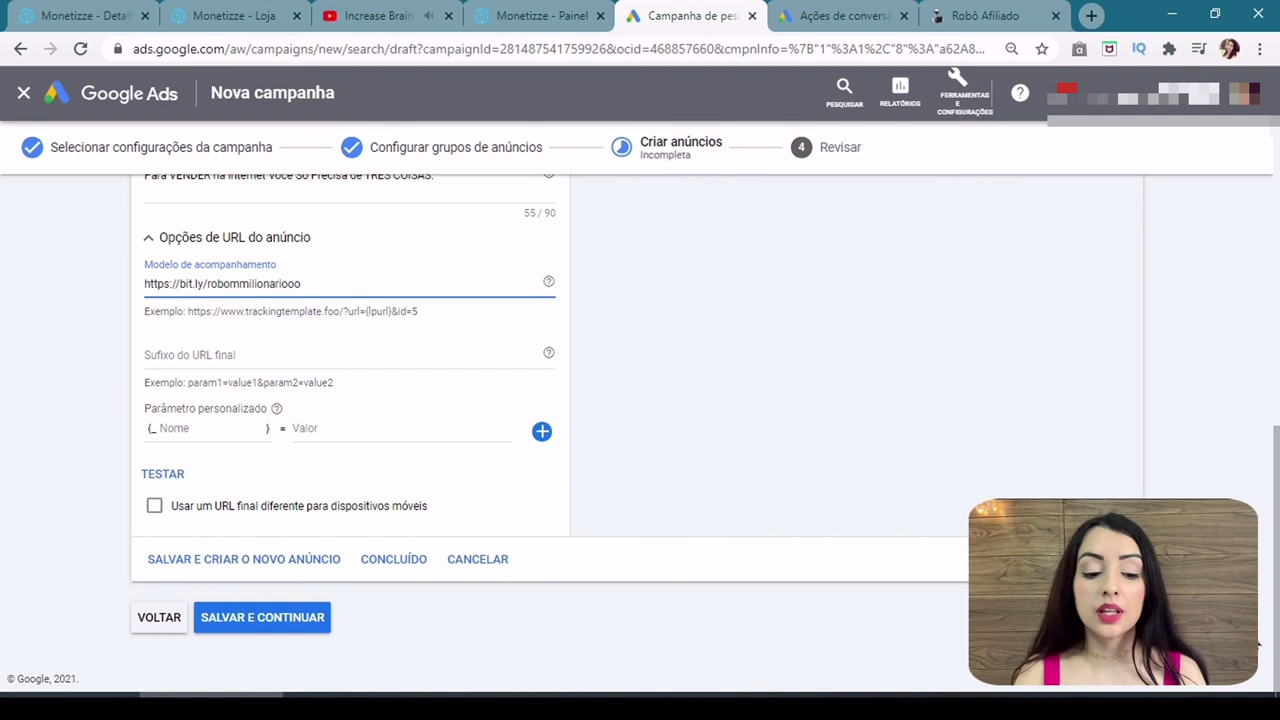 Monetizze - Detalh
Monetizze - Loja
Increase Brain
Monetizze - Painel
Campanha de pes
Ações de conversã
Robô Afiliado
ads.google.com/aw/campaigns/new/search/draft?campaignId=281487541759926&ocid=468857660&cmpnInfo=%7B"1"%3A1%2C"8"%3A"a62A8...
Google Ads
Nova campanha
PESQUISAR
RELATÓRIOS
FERRAMENTAS
E
CONFIGURAÇÕES
Selecionar configurações da campanha
Configurar grupos de anúncios
Criar anúncios
Incompleta
4 Revisar
Para VENDER na Internet Você Só Precisa de TRÊS COISAS.
55 / 90
Opções de URL do anúncio
Modelo de acompanhamento
https://bit.ly/robommilionariooo
Exemplo: https://www.trackingtemplate.foo/?url={lpurl}&id=5
Sufixo do URL final
Exemplo: param1=value1&param2=value2
Parâmetro personalizado
{_ Nome } = Valor
TESTAR
Usar um URL final diferente para dispositivos móveis
SALVAR E CRIAR O NOVO ANÚNCIO CONCLUÍDO CANCELAR
VOLTAR SALVAR E CONTINUAR
© Google, 2021.